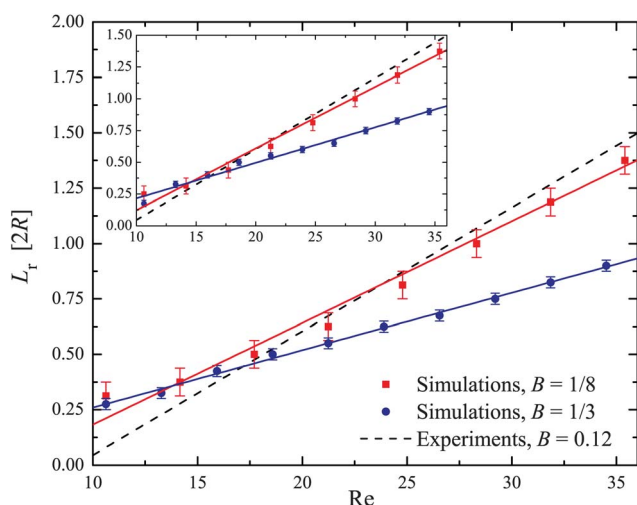 2.00
1.75
1.50
1.25
1.00
0.75
0.50
0.25
0.00
L_r [2R]
1.50
1.25
1.00
0.75
0.50
0.25
0.00
10 15 20 25 30 35
Simulations, B = 1/8
Simulations, B = 1/3
Experiments, B = 0.12
10 15 20 25 30 35
Re